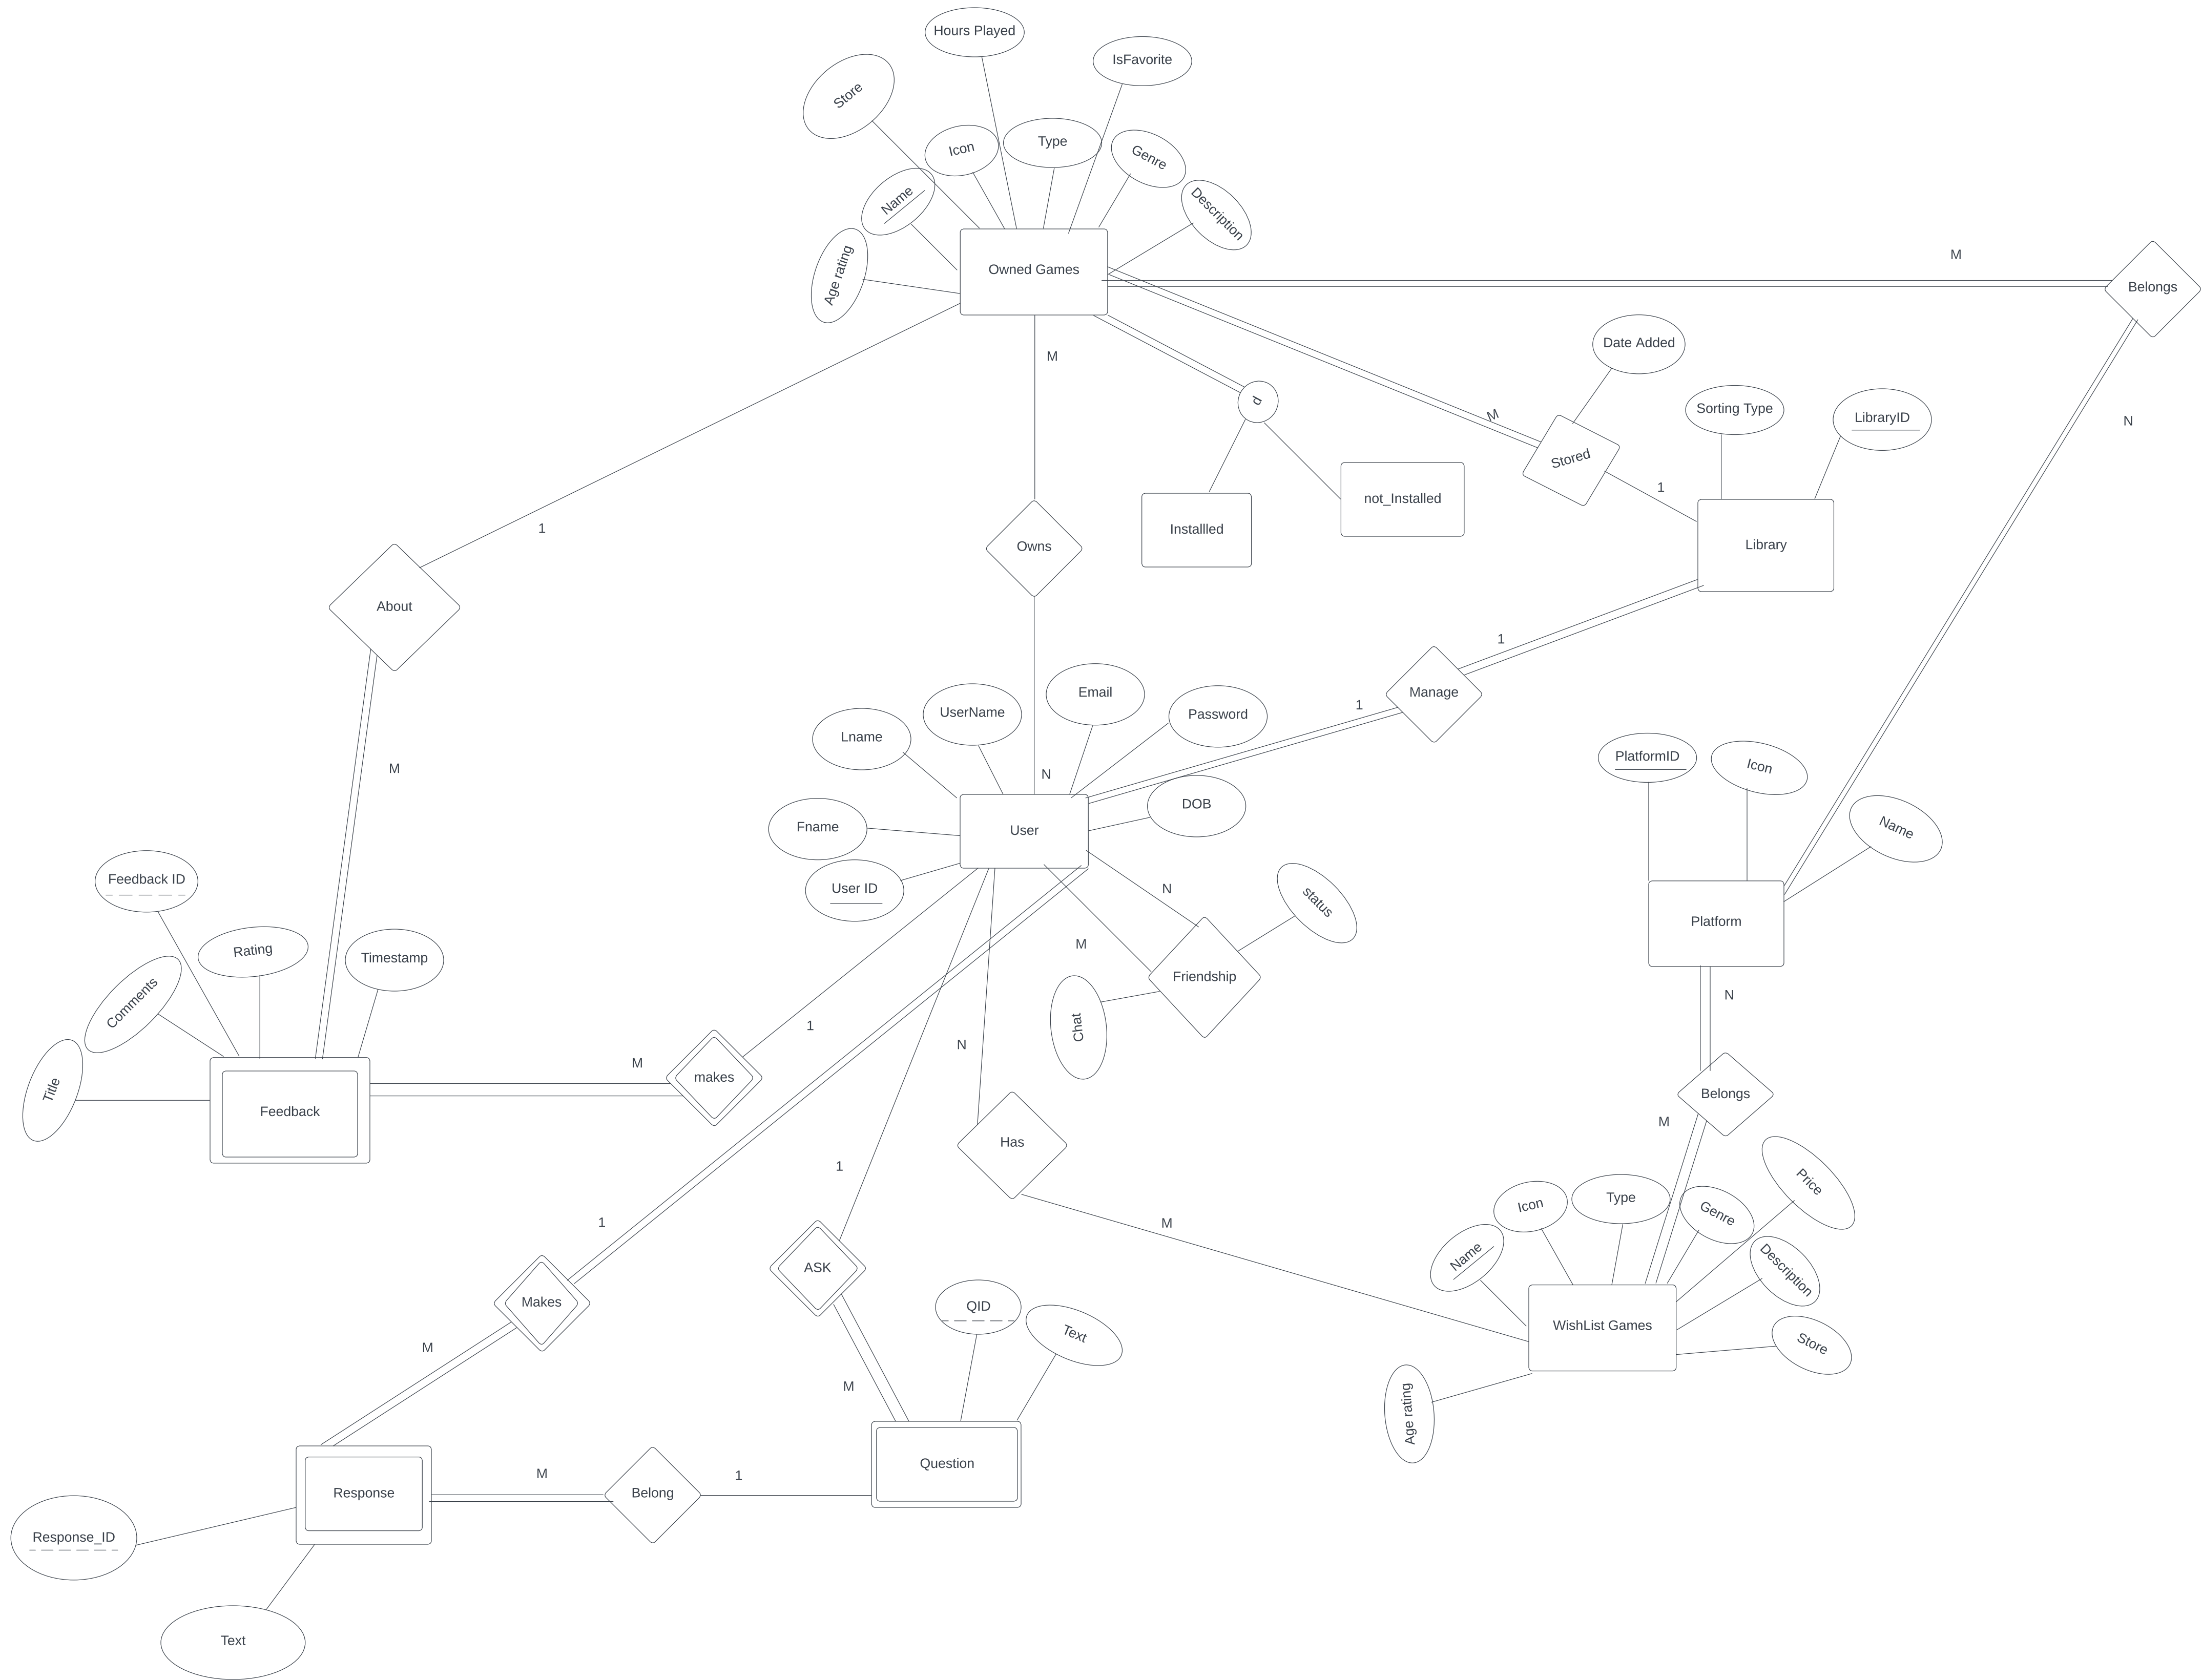 Hours Played
IsFavorite
Store
Icon
Type
Genre
Name
Description
Age rating
Owned Games
M
Belongs
M
Date Added
d
M
Sorting Type
LibraryID
N
Stored
1
not_Installed
Installled
Library
1
Owns
About
1
Manage
1
Email
Password
UserName
Lname
M
N
DOB
Fname
User
User ID
PlatformID
Icon
Name
Platform
Feedback ID
Rating
Timestamp
Comments
Title
Feedback
N
status
M
Friendship
Chat
N
1
N
M
makes
Belongs
M
Has
1
Price
Icon
Type
Genre
Name
Description
WishList Games
Store
Age rating
M
1
ASK
Makes
QID
Text
M
M
Question
M
1
Response
Belong
Response_ID
Text